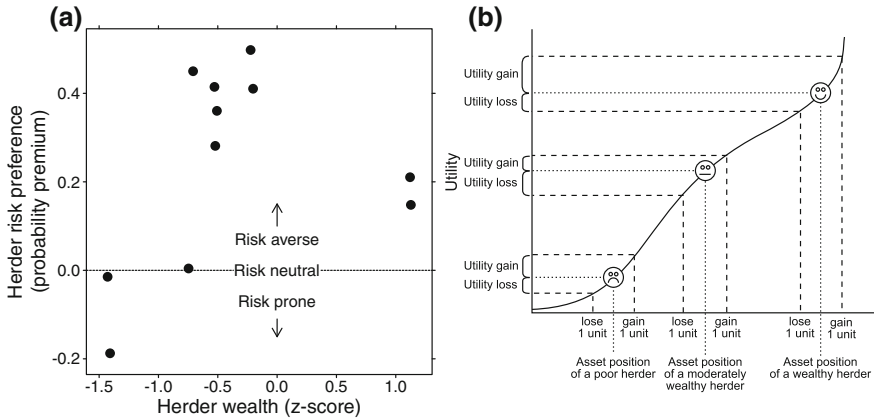 (a)
Herder risk preference
(probability premium)
0.4
0.2
0.0
-0.2
Risk averse
Risk neutral
Risk prone
-1.5
-1.0
-0.5
0.0
0.5
1.0
Herder wealth (z-score)
(b)
Utility
Utility gain
Utility loss
Utility gain
Utility loss
Utility gain
Utility loss
lose
1 unit
gain
1 unit
lose
1 unit
gain
1 unit
lose
1 unit
gain
1 unit
Asset position
of a poor herder
Asset position
of a moderately
wealthy herder
Asset position
of a wealthy herder